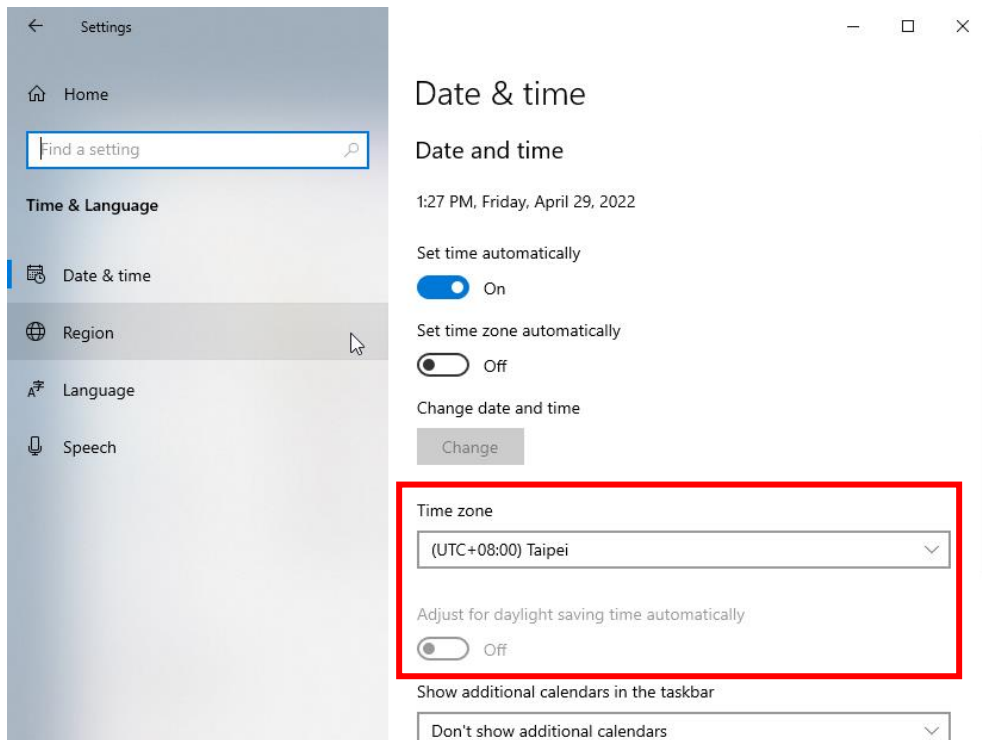 Settings
Home
Find a setting
Time & Language
Date & time
Region
A字
Language
Speech
Date & time
Date and time
1:27 PM, Friday, April 29, 2022
Set time automatically
On
Set time zone automatically
Off
Change date and time
Change
Time zone
(UTC+08:00) Taipei
Adjust for daylight saving time automatically
Off
Show additional calendars in the taskbar
Don't show additional calendars